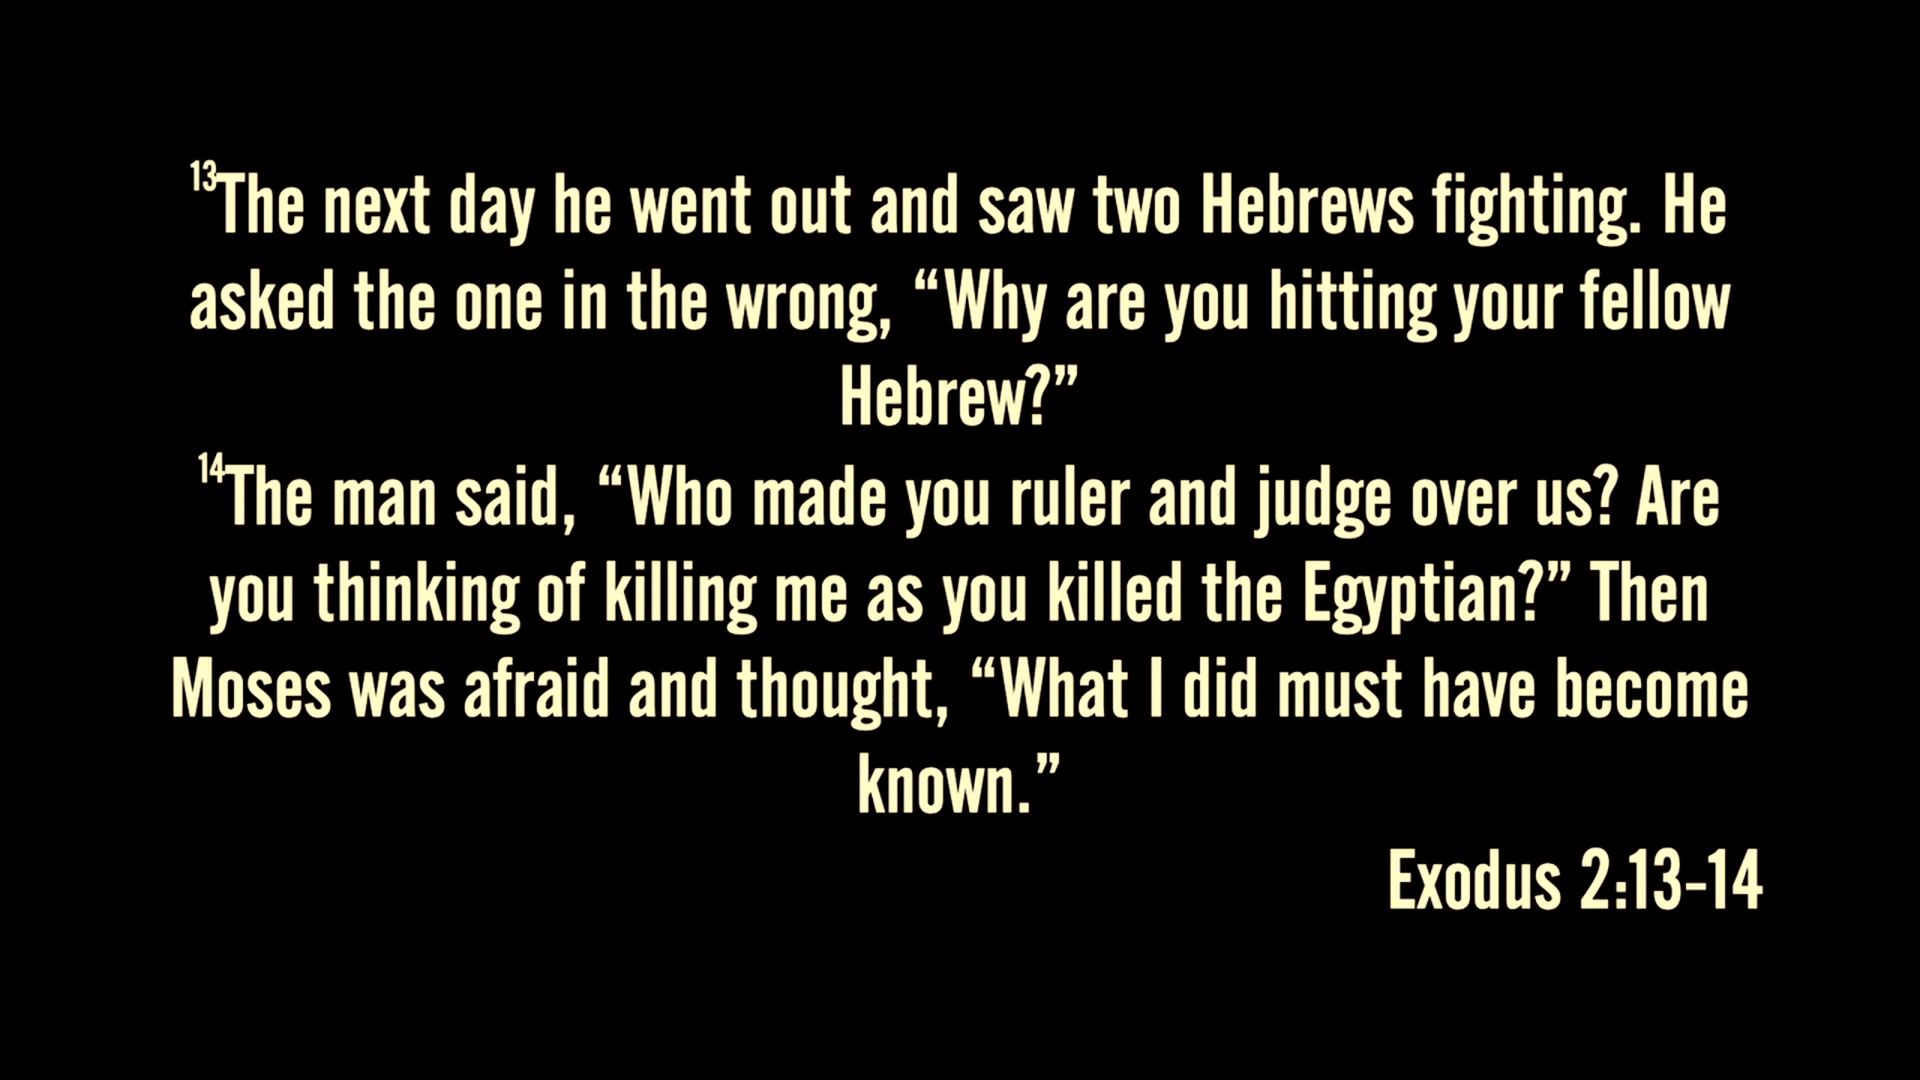 ¹³The next day he went out and saw two Hebrews fighting. He
asked the one in the wrong, “Why are you hitting your fellow
Hebrew?”
¹⁴The man said, “Who made you ruler and judge over us? Are
you thinking of killing me as you killed the Egyptian?” Then
Moses was afraid and thought, “What I did must have become
known.”
Exodus 2:13-14